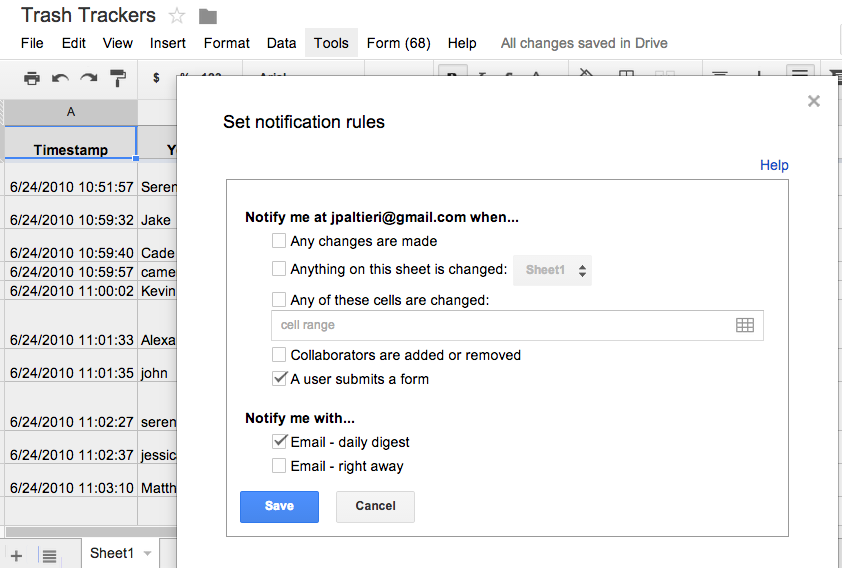 Trash Trackers
File Edit View Insert Format Data Tools Form (68) Help All changes saved in Drive
$ % 123 Arial
A
Set notification rules
Help
Timestamp Y
6/24/2010 10:51:57 Seren
6/24/2010 10:59:32 Jake
6/24/2010 10:59:40 Cade
6/24/2010 10:59:57 came
6/24/2010 11:00:02 Kevin
6/24/2010 11:01:33 Alexa
6/24/2010 11:01:35 john
6/24/2010 11:02:27 seren
6/24/2010 11:02:37 jessic
6/24/2010 11:03:10 Matth
Notify me at jpaltieri@gmail.com when...
Any changes are made
Anything on this sheet is changed: Sheet1
Any of these cells are changed:
cell range
Collaborators are added or removed
A user submits a form
Notify me with...
Email - daily digest
Email - right away
Save Cancel
Sheet1